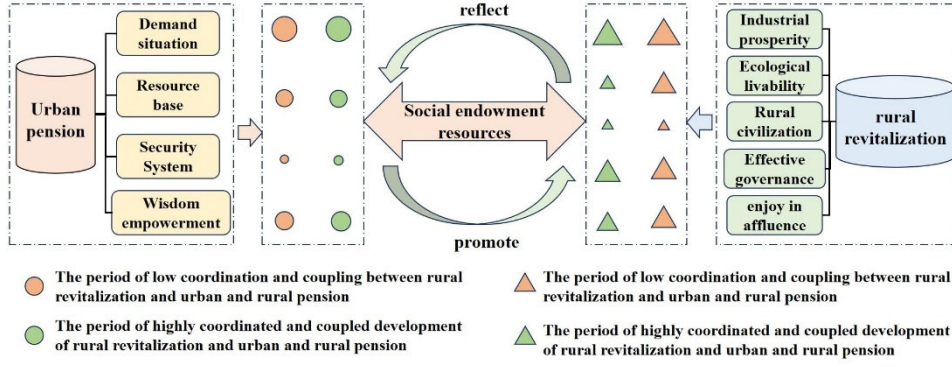 Urban
pension
Demand
situation
Resource
base
Security
System
Wisdom
empowerment
reflect
Social endowment
resources
promote
Industrial
prosperity
Ecological
livability
Rural
civilization
Effective
governance
enjoy in
affluence
rural
revitalization
The period of low coordination and coupling between rural
revitalization and urban and rural pension
The period of highly coordinated and coupled development
of rural revitalization and urban and rural pension
The period of low coordination and coupling between rural
revitalization and urban and rural pension
The period of highly coordinated and coupled development
of rural revitalization and urban and rural pension